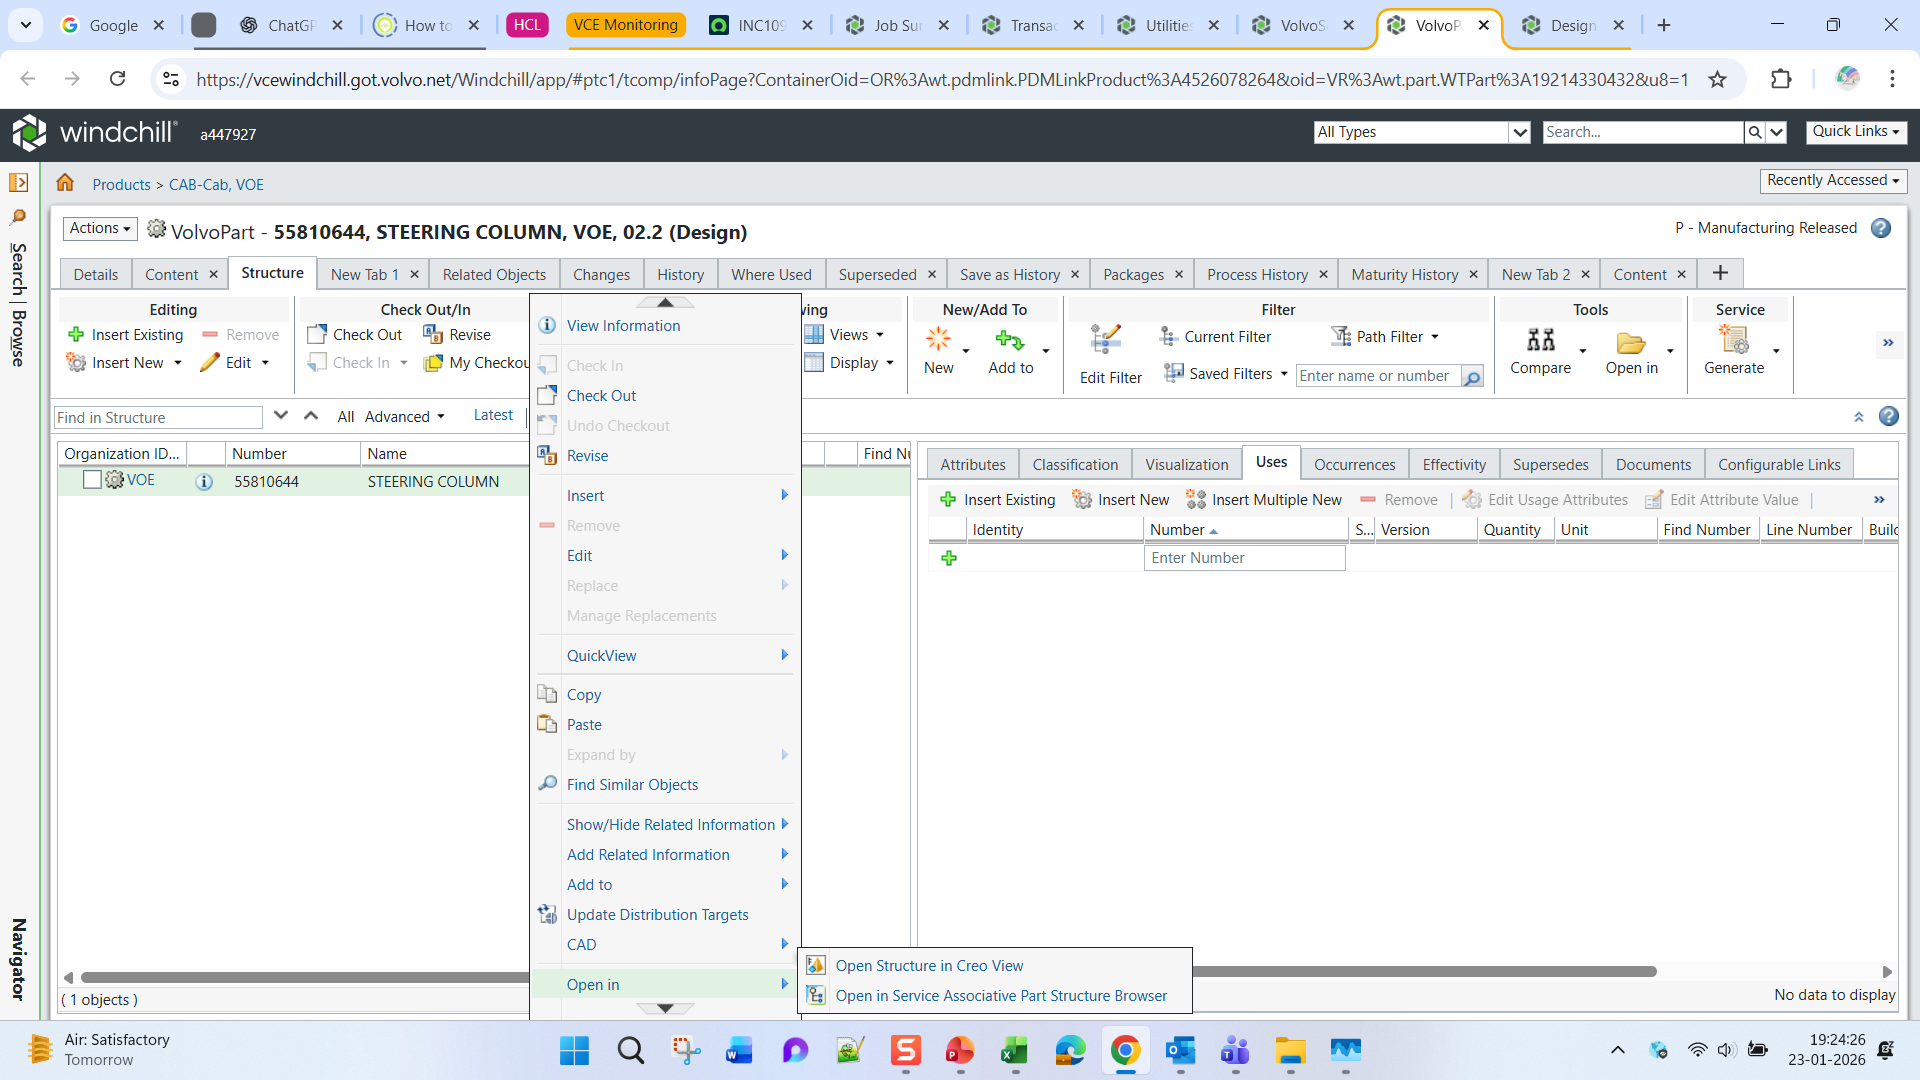 Google
ChatGP
How to
HCL
VCE Monitoring
INC109
Job Sur
Transac
Utilities
VolvoS
VolvoP
Design
https://vcewindchill.got.volvo.net/Windchill/app/#ptc1/tcomp/infoPage?ContainerOid=OR%3Awt.pdmlink.PDMLinkProduct%3A4526078264&oid=VR%3Awt.part.WTPart%3A19214330432&u8=1
windchill a447927
All Types
Search...
Quick Links
Products > CAB-Cab, VOE
Recently Accessed
Search | Browse
Navigator
Actions
VolvoPart - 55810644, STEERING COLUMN, VOE, 02.2 (Design)
P - Manufacturing Released
Details Content Structure New Tab 1 Related Objects Changes History Where Used Superseded Save as History Packages Process History Maturity History New Tab 2 Content
Editing
Insert Existing Remove
Insert New Edit
Check Out/In
Check Out Revise
Check In My Checkou
ving
Views
Display
New/Add To
New Add to
Filter
Edit Filter
Current Filter Path Filter
Saved Filters Enter name or number
Tools
Compare Open in
Service
Generate
Find in Structure All Advanced Latest
Organization ID... Number Name Find Nu
VOE 55810644 STEERING COLUMN
( 1 objects )
View Information
Check In
Check Out
Undo Checkout
Revise
Insert
Remove
Edit
Replace
Manage Replacements
QuickView
Copy
Paste
Expand by
Find Similar Objects
Show/Hide Related Information
Add Related Information
Add to
Update Distribution Targets
CAD
Open in
Open Structure in Creo View
Open in Service Associative Part Structure Browser
Attributes Classification Visualization Uses Occurrences Effectivity Supersedes Documents Configurable Links
Insert Existing Insert New Insert Multiple New Remove Edit Usage Attributes Edit Attribute Value
Identity Number S... Version Quantity Unit Find Number Line Number Build
Enter Number
No data to display
Air: Satisfactory
Tomorrow
19:24:26
23-01-2026